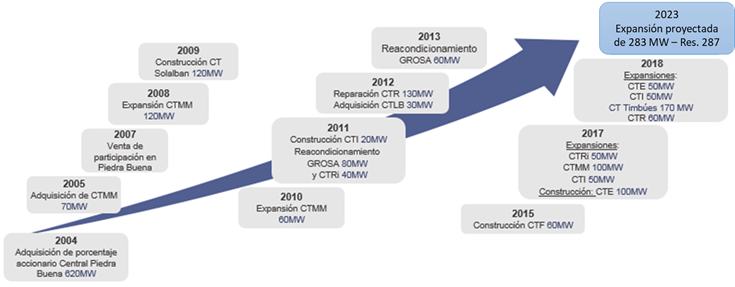 2004
Adquisición de porcentaje
accionario Central Piedra
Buena 620MW
2005
Adquisición de CTMM
70MW
2007
Venta de
participación en
Piedra Buena
2008
Expansión CTMM
120MW
2009
Construcción CT
Solalban 120MW
2010
Expansión CTMM
60MW
2011
Construcción CTI 20MW
Reacondicionamiento
GROSA 80MW
y CTRi 40MW
2012
Reparación CTR 130MW
Adquisición CTLB 30MW
2013
Reacondicionamiento
GROSA 60MW
2015
Construcción CTF 60MW
2017
Expansiones:
CTRi 50MW
CTMM 100MW
CTI 50MW
Construcción: CTE 100MW
2018
Expansiones:
CTE 50MW
CTI 50MW
CT Timbúes 170 MW
CTR 60MW
2023
Expansión proyectada
de 283 MW – Res. 287